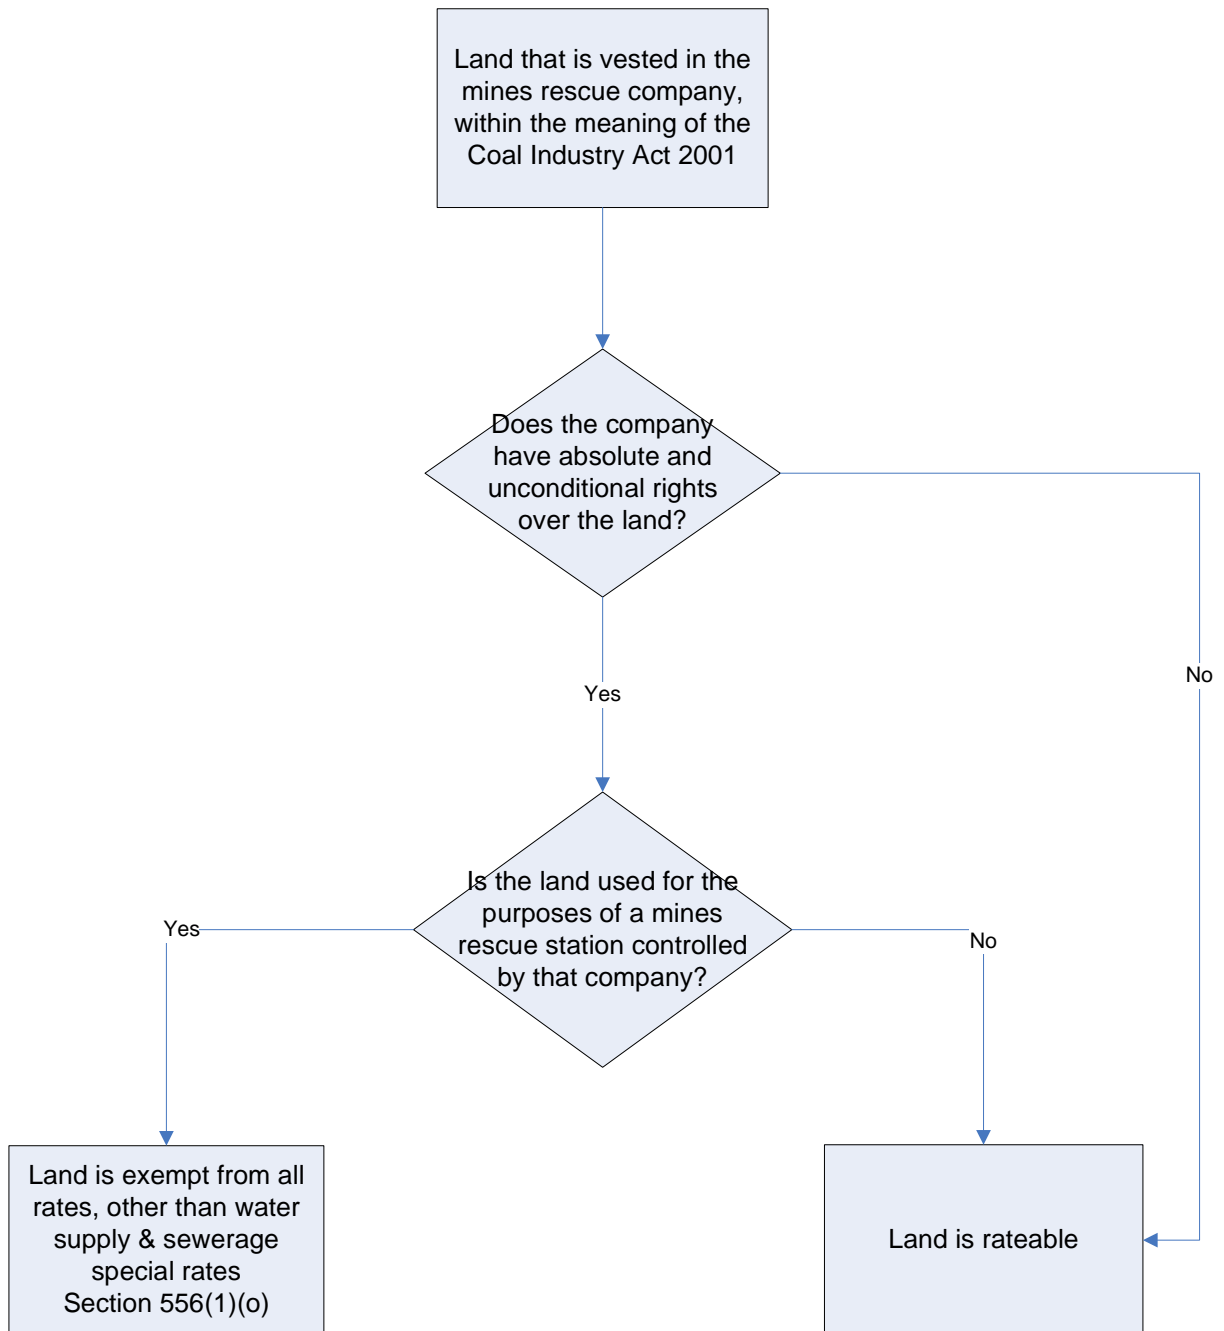 Land that is vested in the
mines rescue company,
within the meaning of the
Coal Industry Act 2001
Does the company
have absolute and
unconditional rights
over the land?
No
Yes
Is the land used for the
purposes of a mines
rescue station controlled
by that company?
Yes
No
Land is exempt from all
rates, other than water
supply & sewerage
special rates
Section 556(1)(o)
Land is rateable